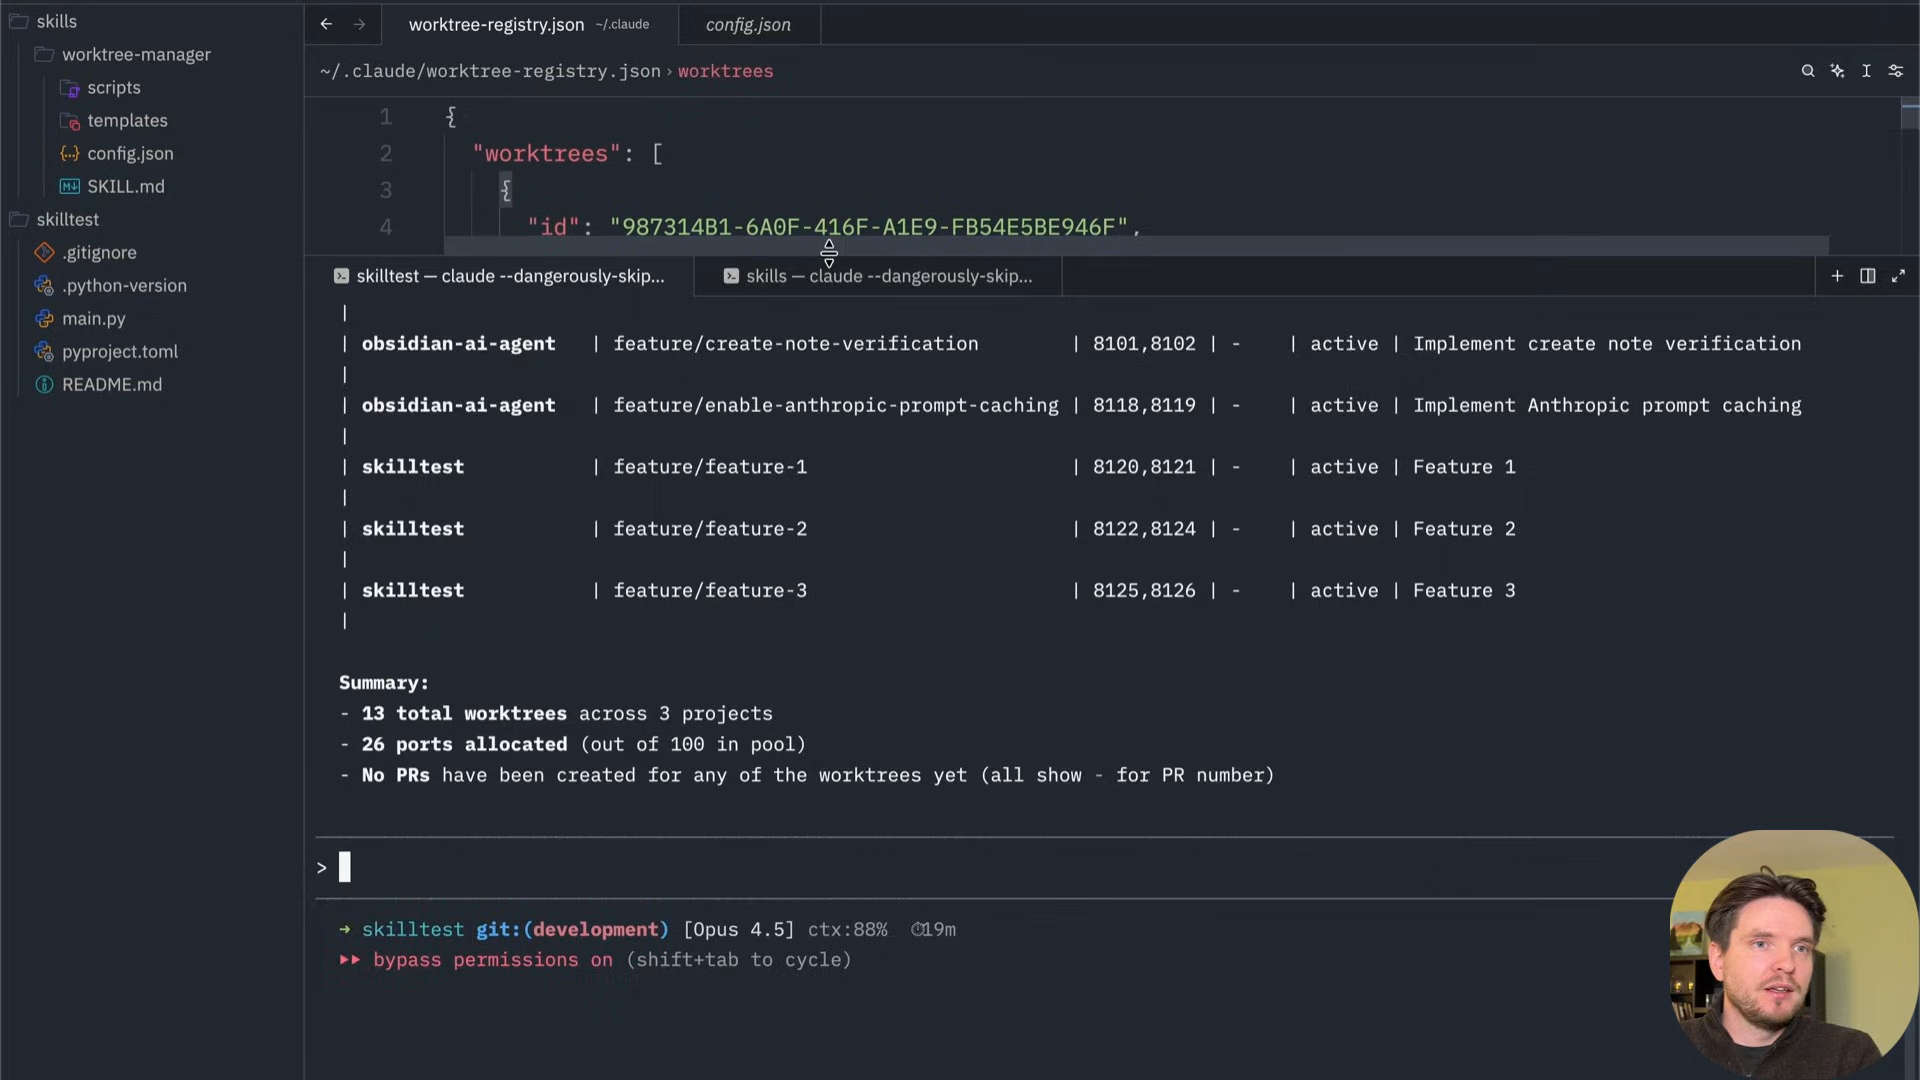 skills
worktree-manager
scripts
templates
config.json
SKILL.md
skilltest
.gitignore
.python-version
main.py
pyproject.toml
README.md
worktree-registry.json ~/.claude
config.json
~/.claude/worktree-registry.json › worktrees
1 {
2 "worktrees": [
3 {
4 "id": "987314B1-6A0F-416F-A1E9-FB54E5BE946F",
skilltest — claude --dangerously-skip...
skills — claude --dangerously-skip...
|
| obsidian-ai-agent | feature/create-note-verification | 8101,8102 | - | active | Implement create note verification
|
| obsidian-ai-agent | feature/enable-anthropic-prompt-caching | 8118,8119 | - | active | Implement Anthropic prompt caching
|
| skilltest | feature/feature-1 | 8120,8121 | - | active | Feature 1
|
| skilltest | feature/feature-2 | 8122,8124 | - | active | Feature 2
|
| skilltest | feature/feature-3 | 8125,8126 | - | active | Feature 3
|
Summary:
- 13 total worktrees across 3 projects
- 26 ports allocated (out of 100 in pool)
- No PRs have been created for any of the worktrees yet (all show - for PR number)
>
➜ skilltest git:(development) [Opus 4.5] ctx:88% ⏱19m
▸▸ bypass permissions on (shift+tab to cycle)